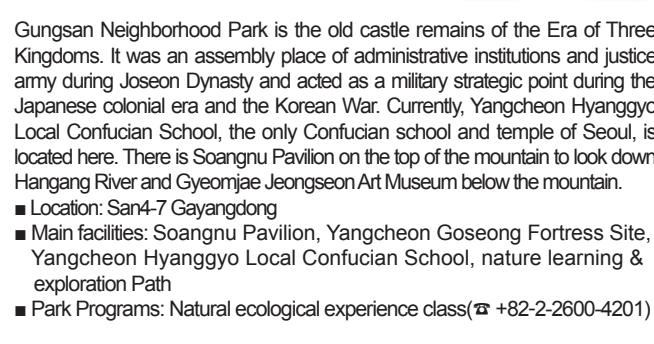 Gungsan Neighborhood Park is the old castle remains of the Era of Three
Kingdoms. It was an assembly place of administrative institutions and justice
army during Joseon Dynasty and acted as a military strategic point during the
Japanese colonial era and the Korean War. Currently, Yangcheon Hyanggyo
Local Confucian School, the only Confucian school and temple of Seoul, is
located here. There is Soangnu Pavilion on the top of the mountain to look down
Hangang River and Gyeomjae Jeongseon Art Museum below the mountain.
■ Location: San4-7 Gayangdong
■ Main facilities: Soangnu Pavilion, Yangcheon Goseong Fortress Site,
Yangcheon Hyanggyo Local Confucian School, nature learning &
exploration Path
■ Park Programs: Natural ecological experience class(☎ +82-2-2600-4201)